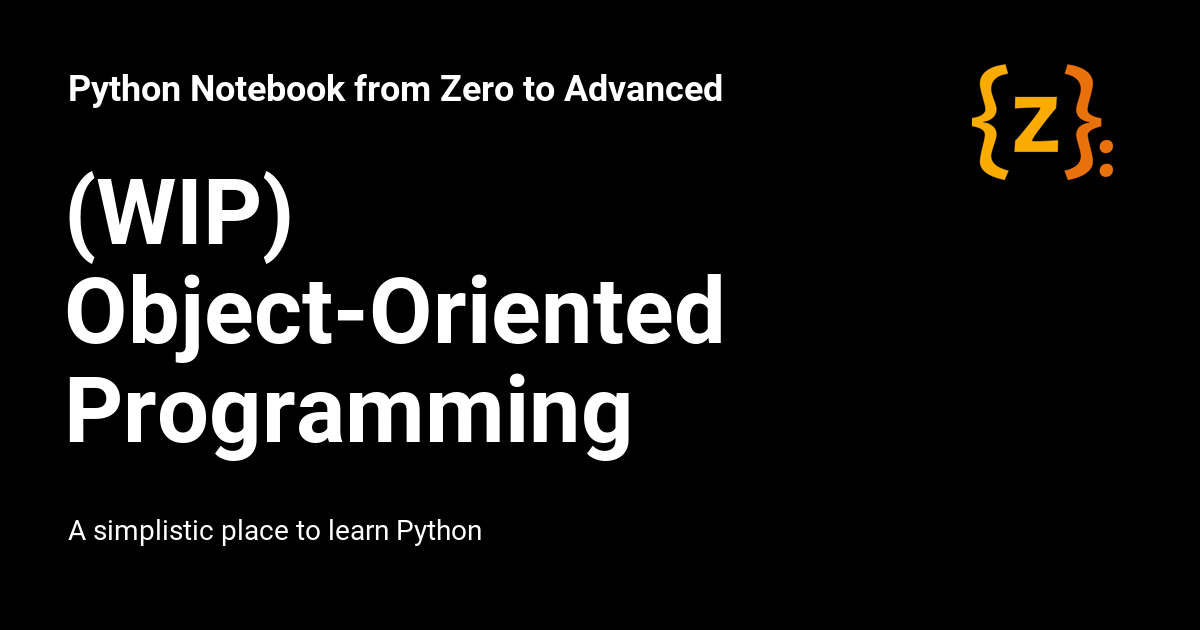 Python Notebook from Zero to Advanced
{z}:
(WIP)
Object-Oriented
Programming
A simplistic place to learn Python